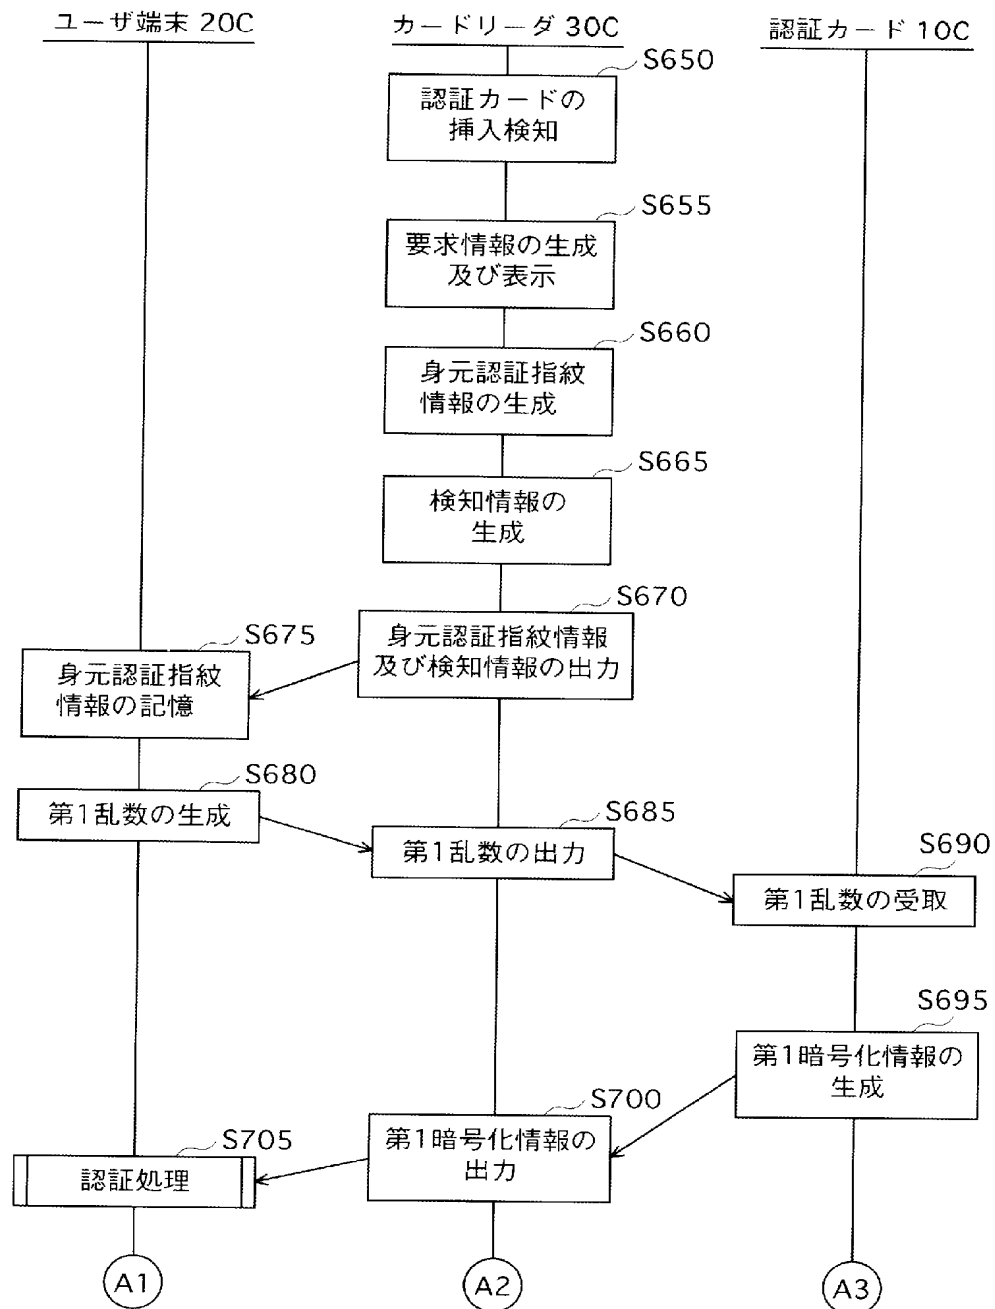 ユーザ端末 20C
カードリーダ 30C
認証カード 10C
S650
認証カードの
挿入検知
S655
要求情報の生成
及び表示
S660
身元認証指紋
情報の生成
S665
検知情報の
生成
S670
身元認証指紋情報
及び検知情報の出力
S675
身元認証指紋
情報の記憶
S680
第1乱数の生成
S685
第1乱数の出力
S690
第1乱数の受取
S695
第1暗号化情報の
生成
S700
第1暗号化情報の
出力
S705
認証処理
A1
A2
A3